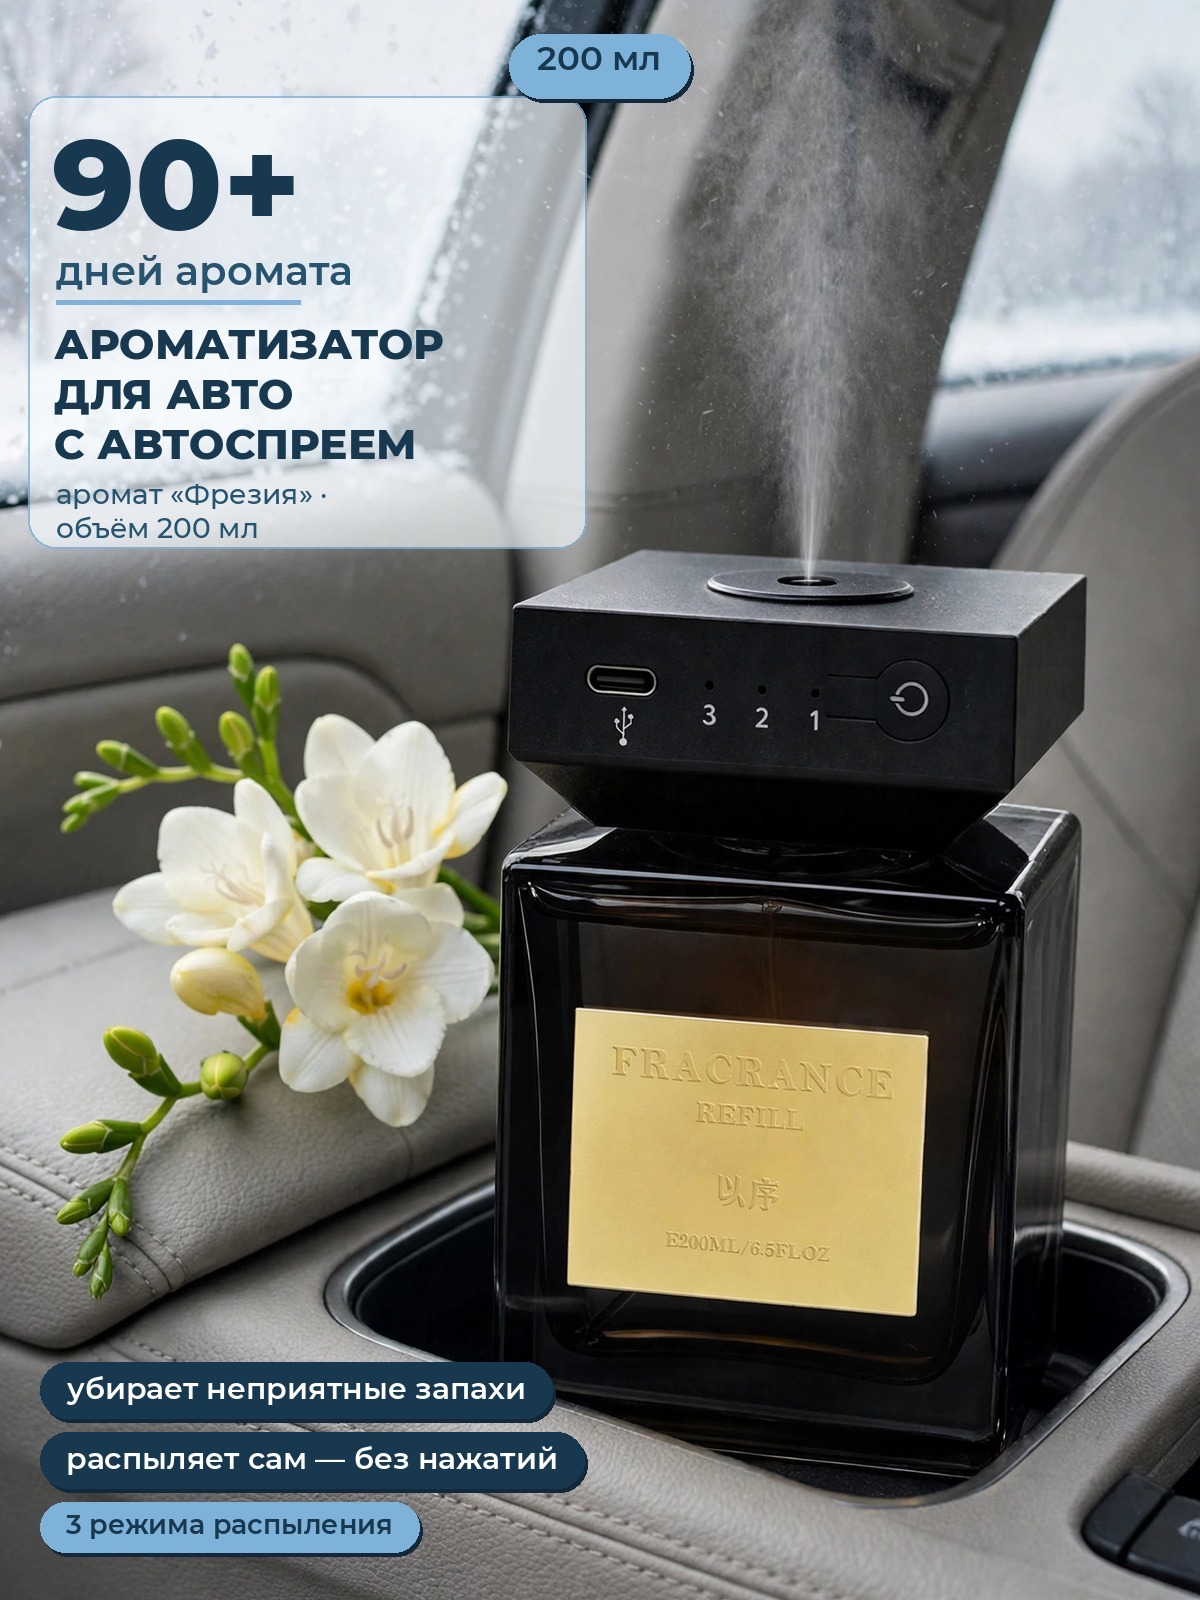 200 мл
90+
дней аромата
АРОМАТИЗАТОР
ДЛЯ АВТО
С АВТОСПРЕЕМ
аромат «Фрезия» ·
объём 200 мл
3 2 1
FRACRANCE
REFILL
以序
E200ML/6.5FLOZ
убирает неприятные запахи
распыляет сам — без нажатий
3 режима распыления